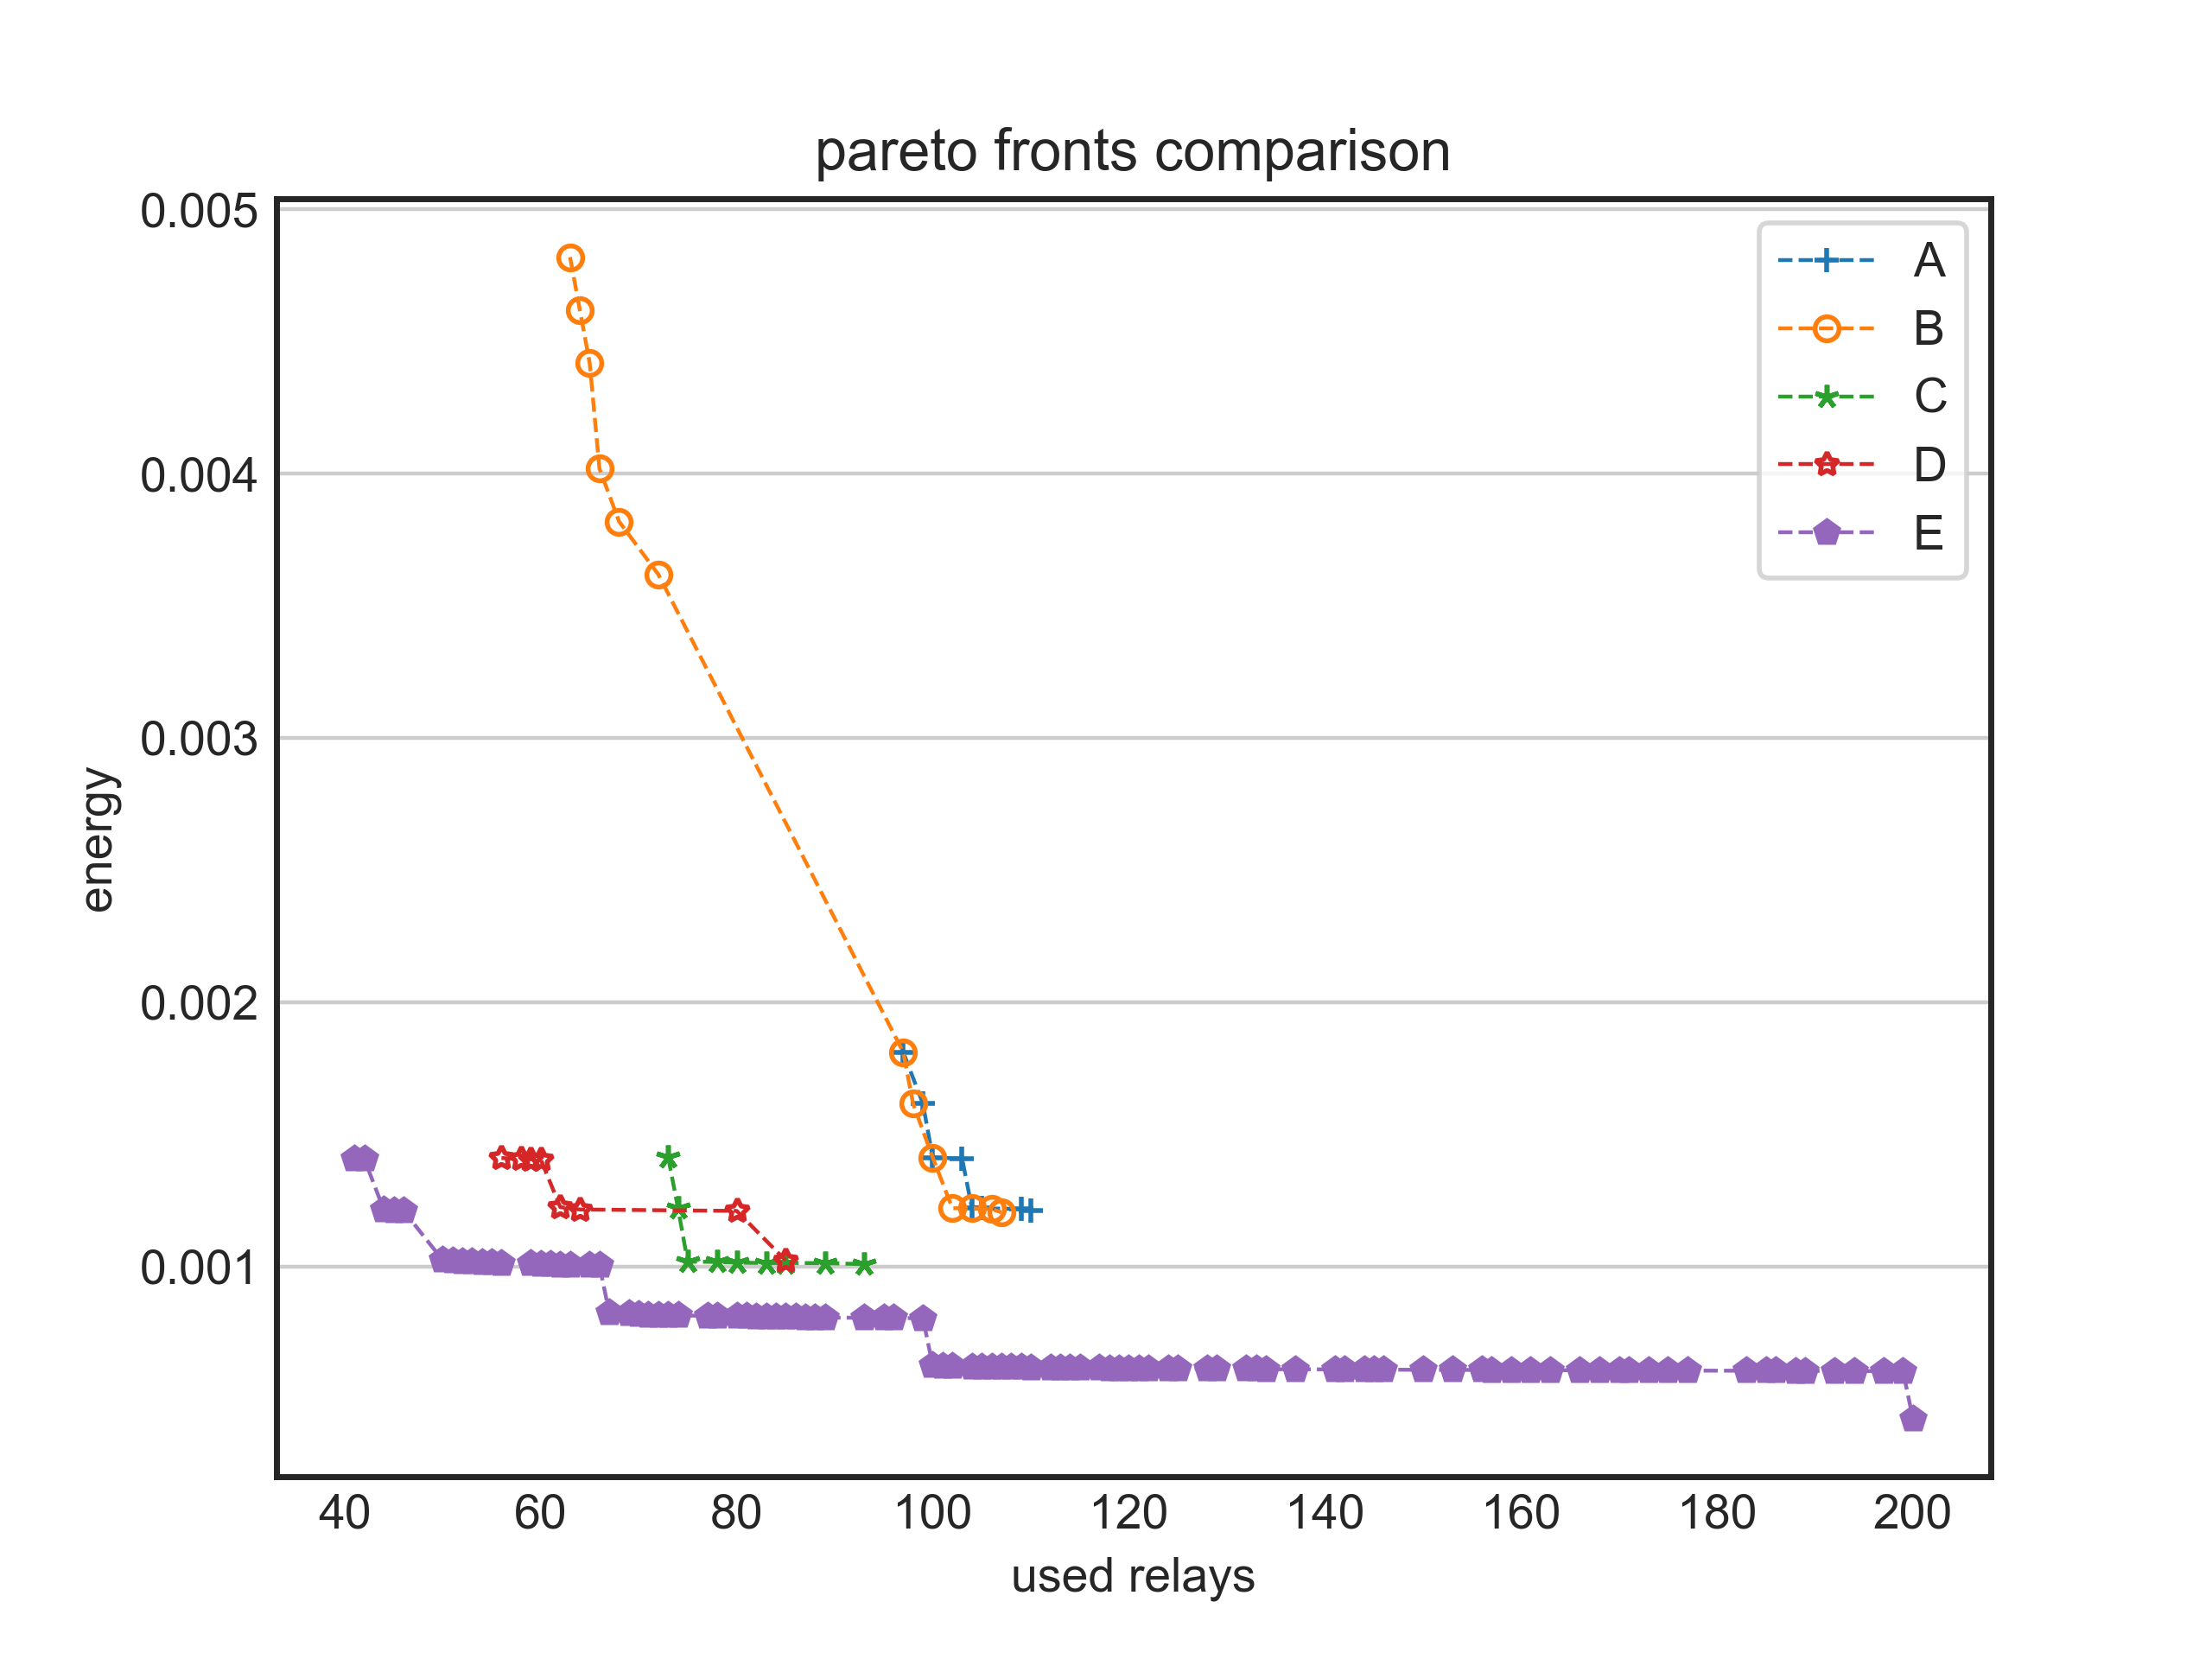 pareto fronts comparison
0.005
0.004
0.003
0.002
0.001
energy
A
B
C
D
E
40 60 80 100 120 140 160 180 200
used relays